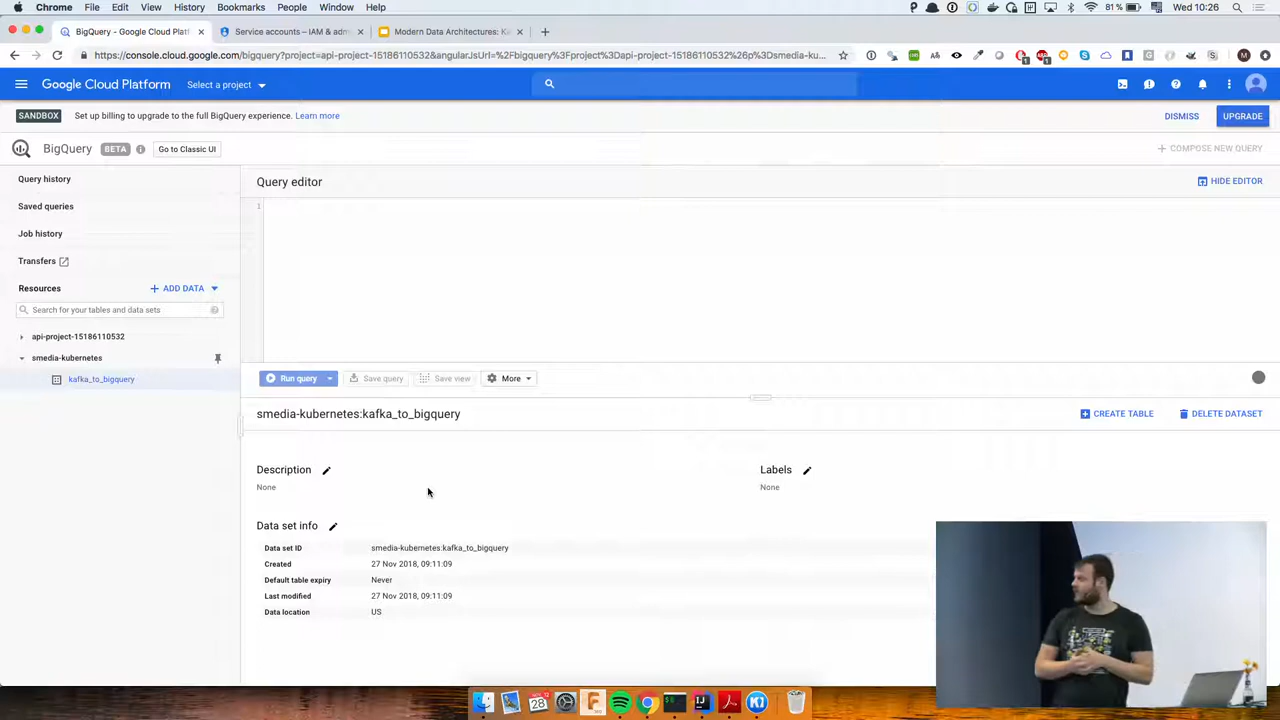 Chrome File Edit View History Bookmarks People Window Help 81 % Wed 10:26
BigQuery - Google Cloud Platf Service accounts – IAM & adm Modern Data Architectures: Ka
https://console.cloud.google.com/bigquery?project=api-project-15186110532&angularJsUrl=%2Fbigquery%3Fproject%3Dapi-project-15186110532%26p%3Dsmedia-ku...
Google Cloud Platform Select a project
SANDBOX Set up billing to upgrade to the full BigQuery experience. Learn more DISMISS UPGRADE
BigQuery BETA Go to Classic UI COMPOSE NEW QUERY
Query history
Saved queries
Job history
Transfers
Resources ADD DATA
Search for your tables and data sets
api-project-15186110532
smedia-kubernetes
kafka_to_bigquery
Query editor HIDE EDITOR
1
Run query Save query Save view More
smedia-kubernetes:kafka_to_bigquery CREATE TABLE DELETE DATASET
Description Labels
None None
Data set info
Data set ID smedia-kubernetes:kafka_to_bigquery
Created 27 Nov 2018, 09:11:09
Default table expiry Never
Last modified 27 Nov 2018, 09:11:09
Data location US
28